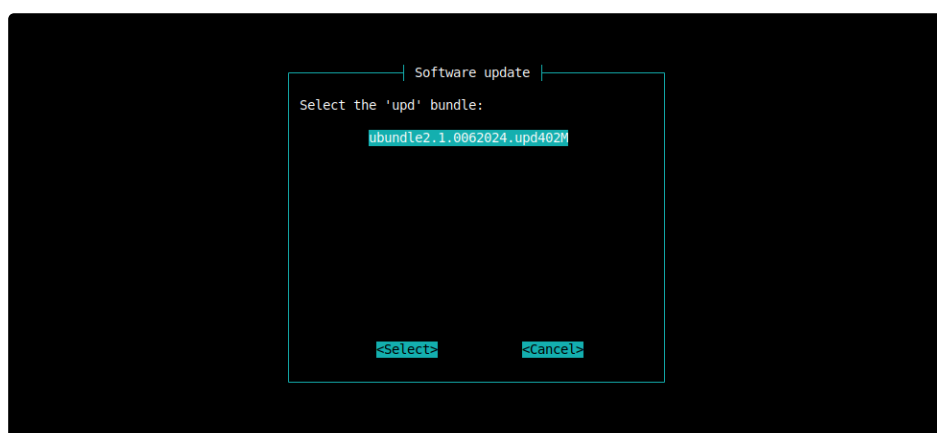 Software update
Select the 'upd' bundle:
ubundle2.1.0062024.upd402M
<Select> <Cancel>